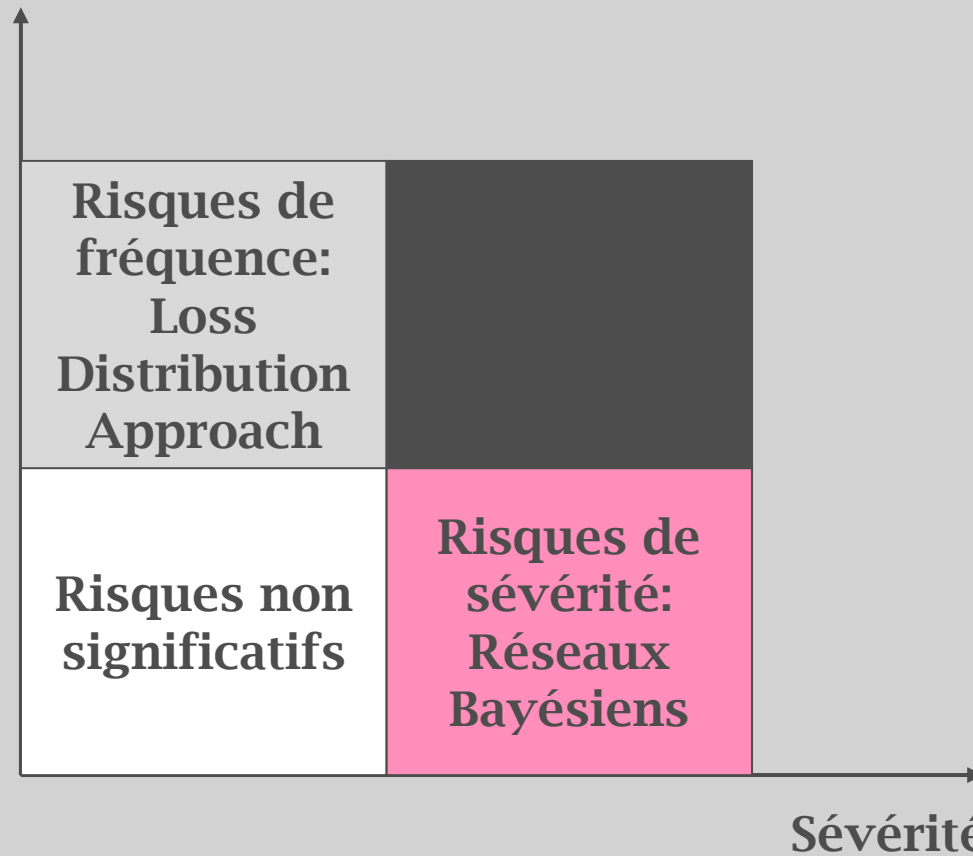 Risques de
fréquence:
Loss
Distribution
Approach
Risques non
significatifs
Risques de
sévérité:
Réseaux
Bayésiens
Sévérité